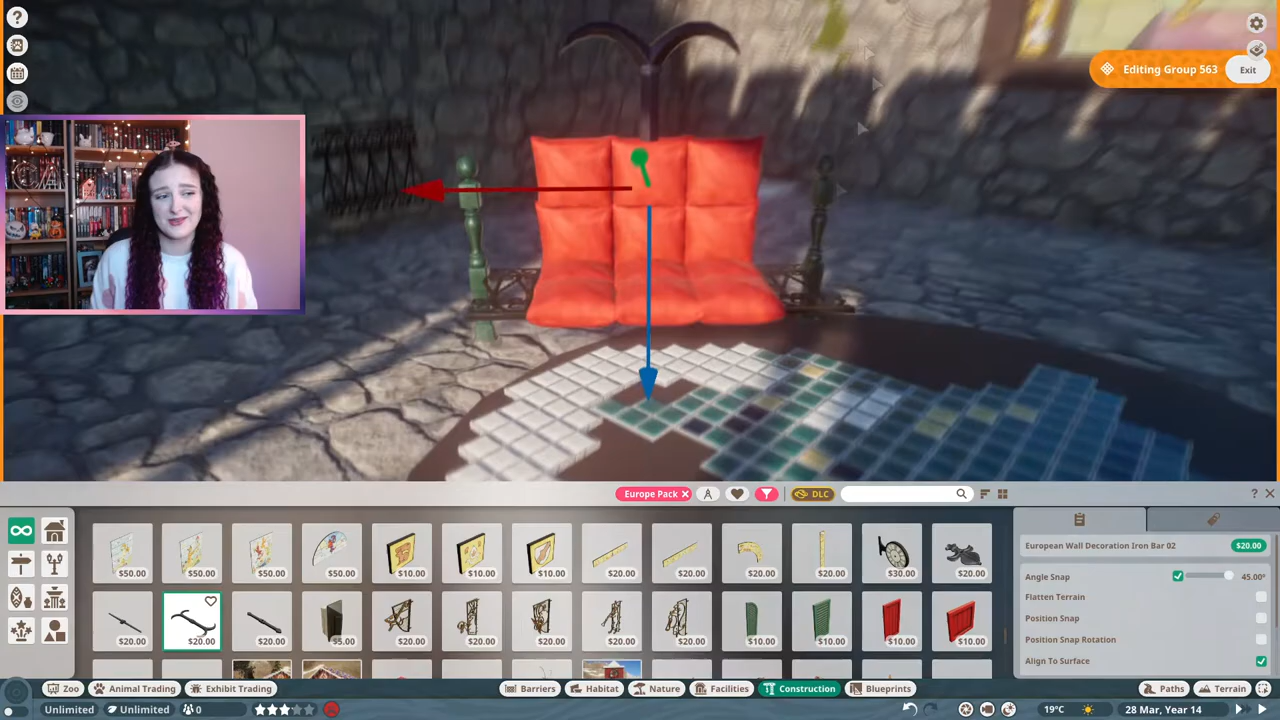 Editing Group 563
Exit
Europe Pack ×
DLC
$50.00 $50.00 $50.00 $50.00 $10.00 $10.00 $10.00 $20.00 $20.00 $20.00 $20.00 $30.00 $20.00
$20.00 $20.00 $20.00 $5.00 $20.00 $20.00 $20.00 $20.00 $20.00 $10.00 $10.00 $10.00 $10.00
European Wall Decoration Iron Bar 02 $20.00
Angle Snap 45.00°
Flatten Terrain
Position Snap
Position Snap Rotation
Align To Surface
Zoo Animal Trading Exhibit Trading Barriers Habitat Nature Facilities Construction Blueprints Paths Terrain
Unlimited Unlimited 0 19°C 28 Mar, Year 14